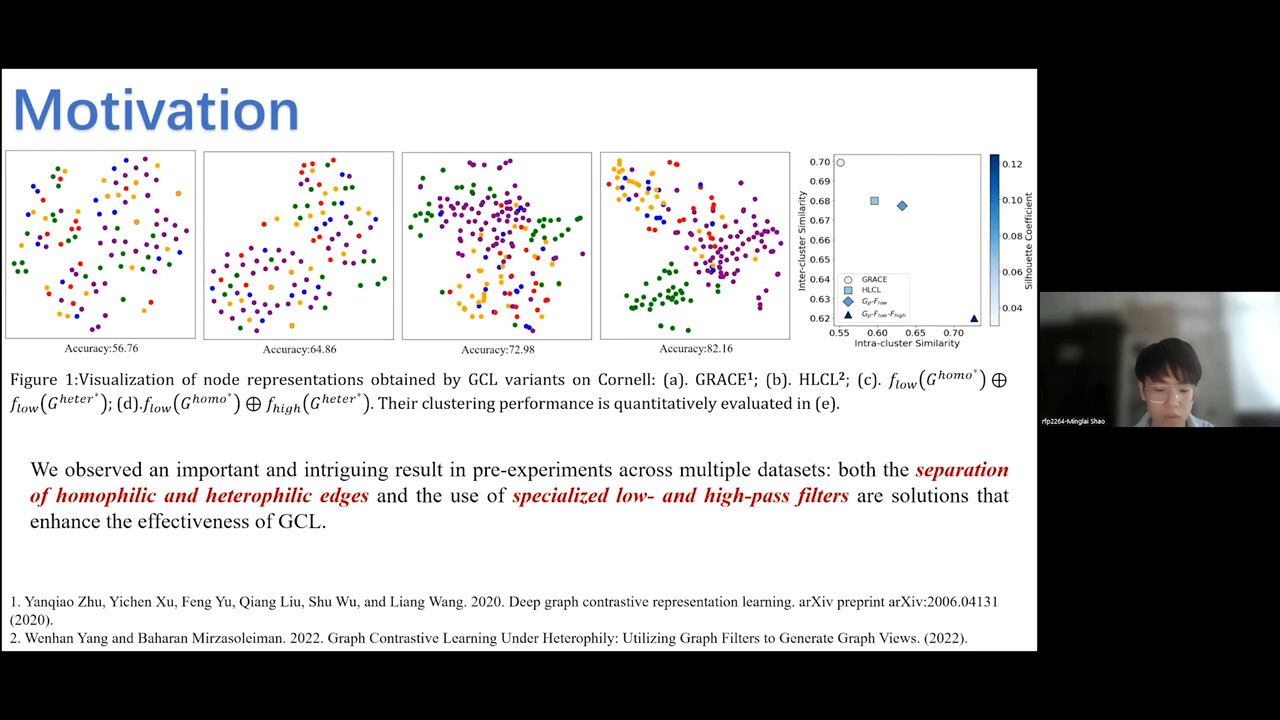 Motivation
Accuracy:56.76
Accuracy:64.86
Accuracy:72.98
Accuracy:82.16
0.70
0.69
0.68
0.67
0.66
0.65
0.64
0.63
0.62
Inter-cluster Similarity
GRACE
HLCL
G_p-F_low
G_p-F_low-F_high
0.55 0.60 0.65 0.70
Intra-cluster Similarity
0.12
0.10
0.08
0.06
0.04
Silhouette Coefficient
Figure 1:Visualization of node representations obtained by GCL variants on Cornell: (a). GRACE¹; (b). HLCL²; (c). f_low(G^homo*) ⊕
f_low(G^heter*); (d).f_low(G^homo*) ⊕ f_high(G^heter*). Their clustering performance is quantitatively evaluated in (e).
We observed an important and intriguing result in pre-experiments across multiple datasets: both the separation
of homophilic and heterophilic edges and the use of specialized low- and high-pass filters are solutions that
enhance the effectiveness of GCL.
1. Yanqiao Zhu, Yichen Xu, Feng Yu, Qiang Liu, Shu Wu, and Liang Wang. 2020. Deep graph contrastive representation learning. arXiv preprint arXiv:2006.04131
(2020).
2. Wenhan Yang and Baharan Mirzasoleiman. 2022. Graph Contrastive Learning Under Heterophily: Utilizing Graph Filters to Generate Graph Views. (2022).
rfp2264-Minglai Shao